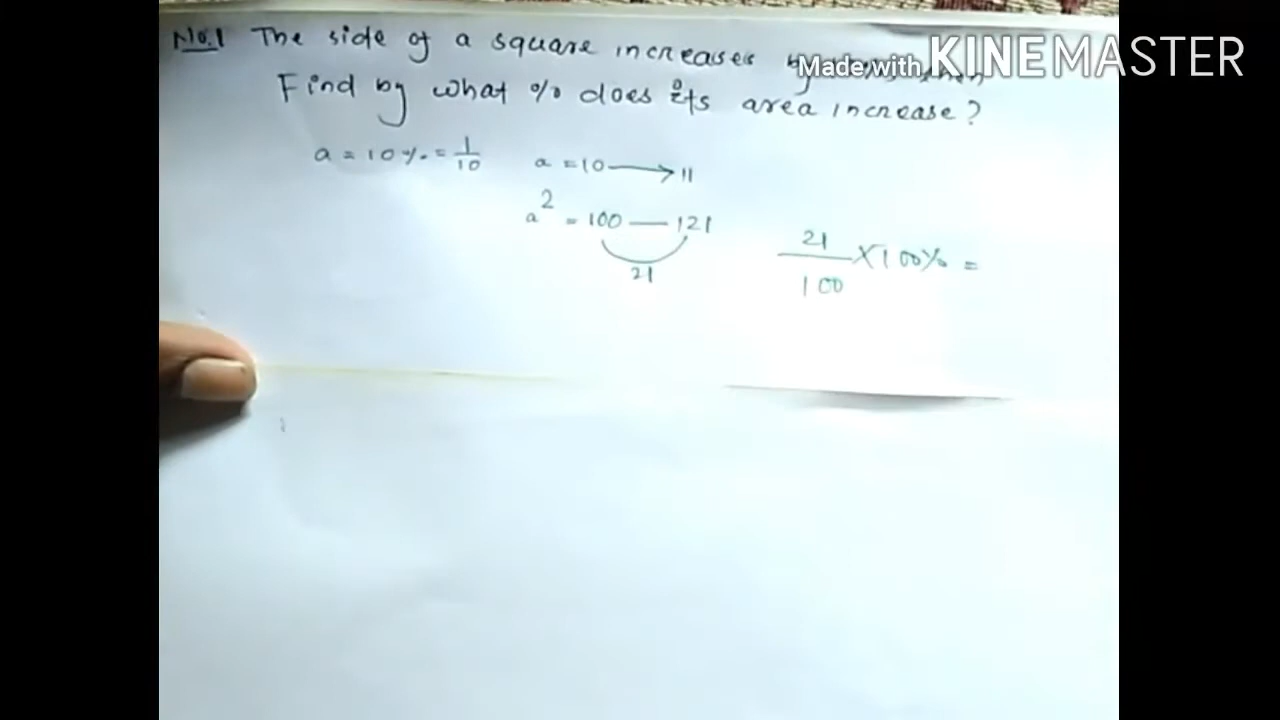 No.1 The side of a square increases
Made with KINEMASTER
Find by what % does its area increase?
a = 10% = 1/10
a = 10 → 11
a² = 100 — 121
21
21/100 × 100% =